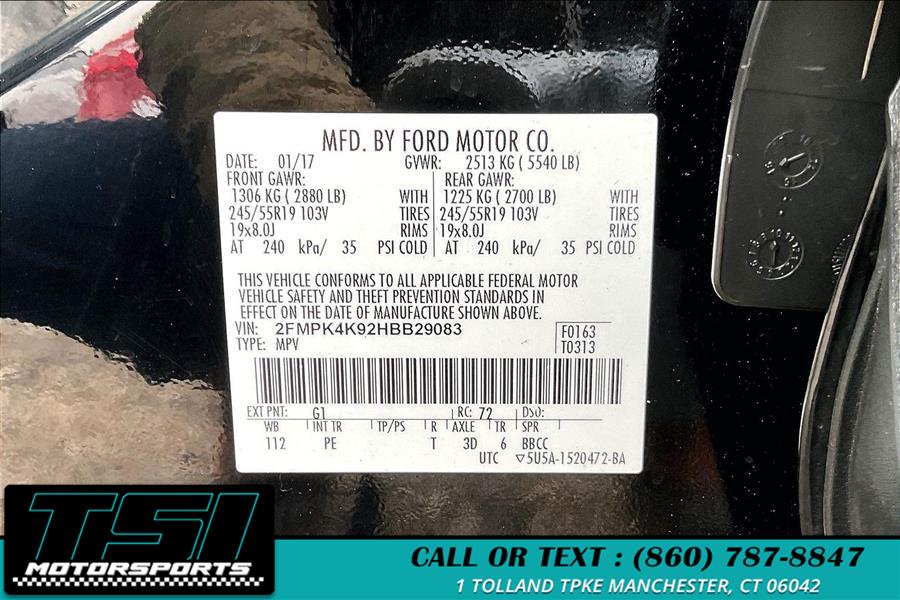 MFD. BY FORD MOTOR CO.
DATE: 01/17 GVWR: 2513 KG ( 5540 LB)
FRONT GAWR: REAR GAWR:
1306 KG ( 2880 LB) WITH 1225 KG ( 2700 LB) WITH
245/55R19 103V TIRES 245/55R19 103V TIRES
19x8.0J RIMS 19x8.0J RIMS
AT 240 kPa/ 35 PSI COLD AT 240 kPa/ 35 PSI COLD
THIS VEHICLE CONFORMS TO ALL APPLICABLE FEDERAL MOTOR
VEHICLE SAFETY AND THEFT PREVENTION STANDARDS IN
EFFECT ON THE DATE OF MANUFACTURE SHOWN ABOVE.
VIN: 2FMPK4K92HBB29083 F0163
TYPE: MPV T0313
EXT PNT: G1 RC: 72 DSO:
WB INT TR TP/PS R AXLE TR SPR
112 PE T 3D 6 BBCC
UTC ▽5U5A-1520472-BA
TSI
MOTORSPORTS
CALL OR TEXT : (860) 787-8847
1 TOLLAND TPKE MANCHESTER, CT 06042